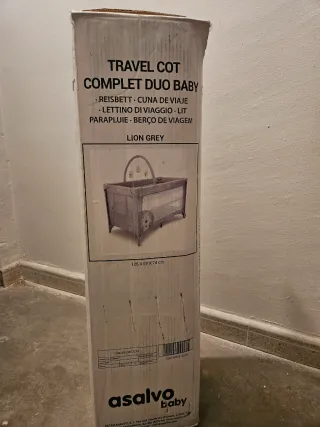 TRAVEL COT
COMPLET DUO BABY
· REISBETT · CUNA DE VIAJE
· LETTINO DI VIAGGIO · LIT
PARAPLUIE · BERÇO DE VIAGEM
LION GREY
asalvo
baby